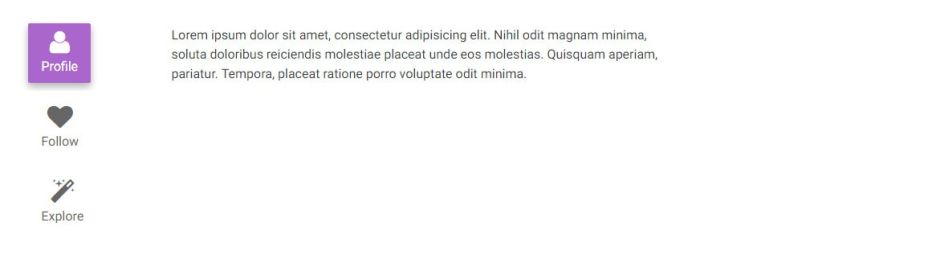 Profile
Follow
Explore
Lorem ipsum dolor sit amet, consectetur adipisicing elit. Nihil odit magnam minima,
soluta doloribus reiciendis molestiae placeat unde eos molestias. Quisquam aperiam,
pariatur. Tempora, placeat ratione porro voluptate odit minima.